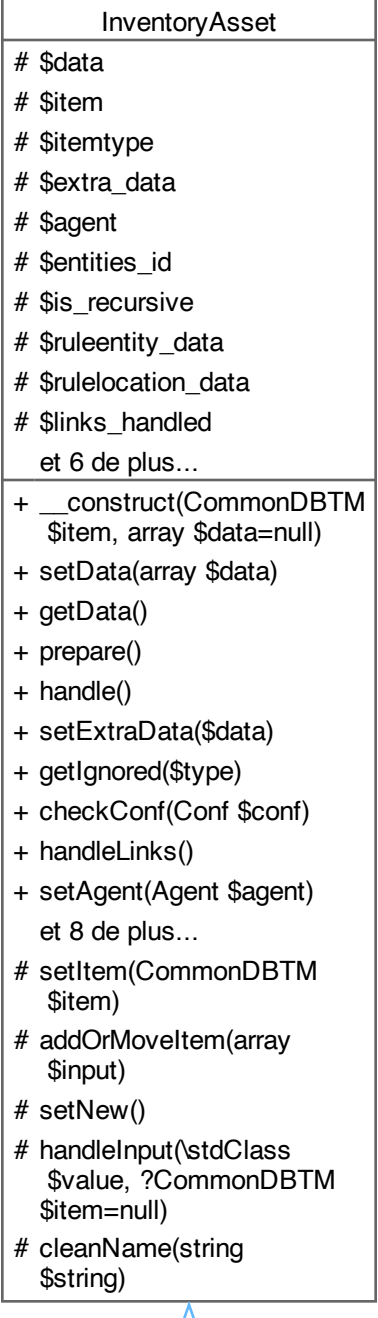 InventoryAsset
# $data
# $item
# $itemtype
# $extra_data
# $agent
# $entities_id
# $is_recursive
# $ruleentity_data
# $rulelocation_data
# $links_handled
et 6 de plus...
+ __construct(CommonDBTM
$item, array $data=null)
+ setData(array $data)
+ getData()
+ prepare()
+ handle()
+ setExtraData($data)
+ getIgnored($type)
+ checkConf(Conf $conf)
+ handleLinks()
+ setAgent(Agent $agent)
et 8 de plus...
# setItem(CommonDBTM
$item)
# addOrMoveItem(array
$input)
# setNew()
# handleInput(\stdClass
$value, ?CommonDBTM
$item=null)
# cleanName(string
$string)